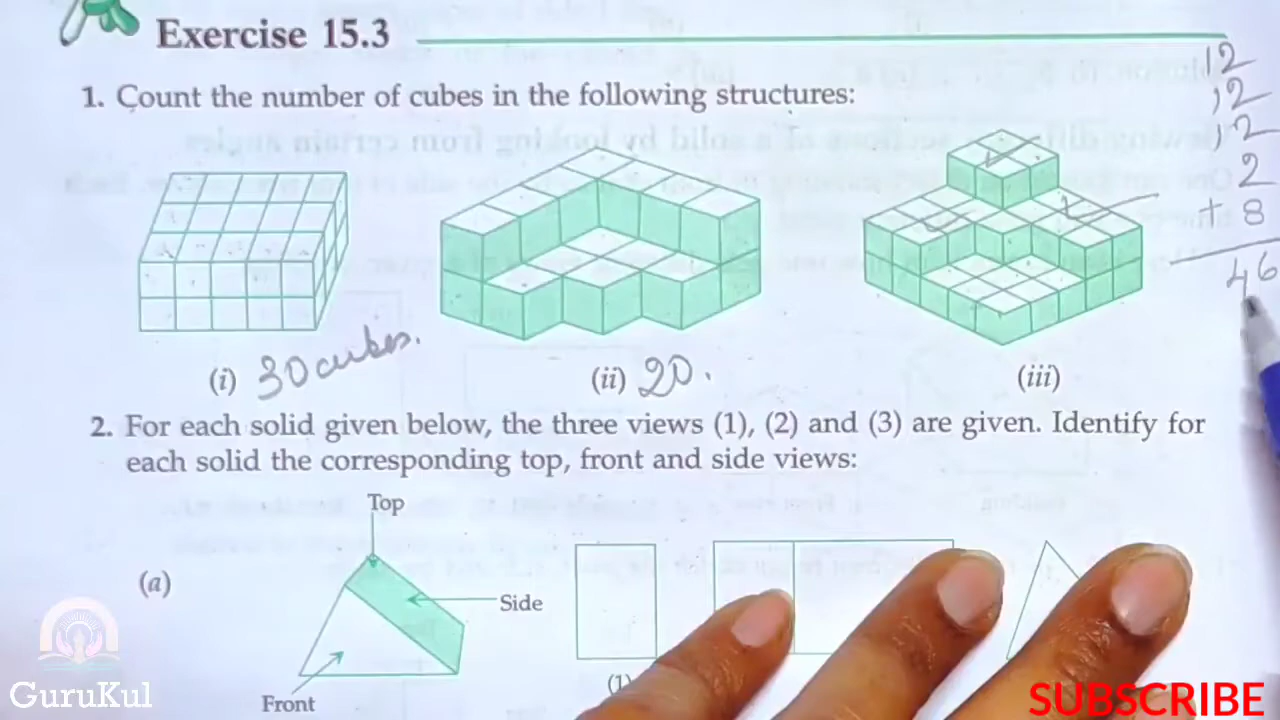 Exercise 15.3
1. Count the number of cubes in the following structures:
12
12
12
2
+ 8
46
(i) 30 cubes.
(ii) 20.
(iii)
2. For each solid given below, the three views (1), (2) and (3) are given. Identify for
each solid the corresponding top, front and side views:
Top
(a)
Side
Front
(1)
GuruKul
SUBSCRIBE